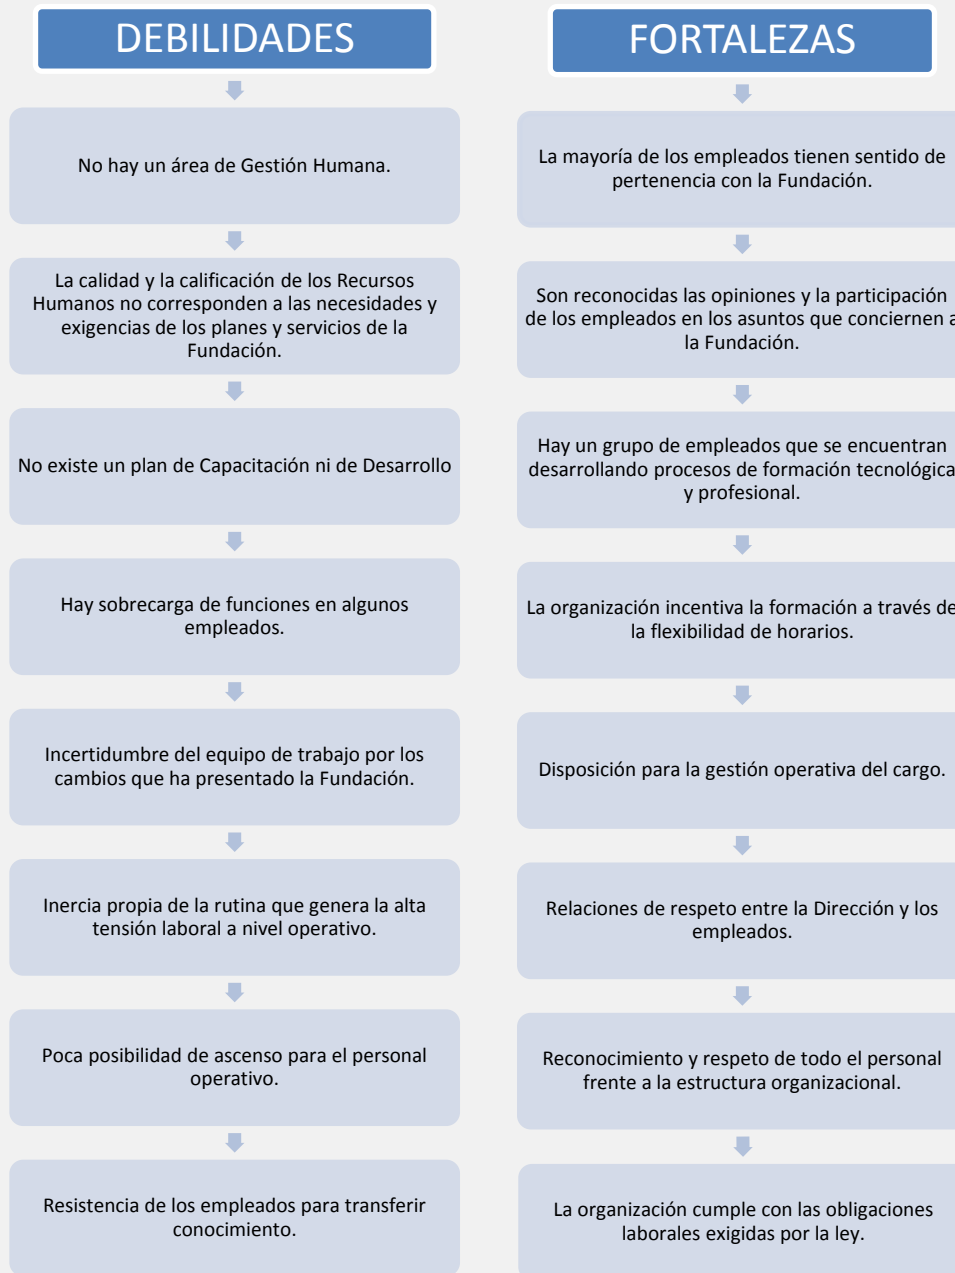 DEBILIDADES
No hay un área de Gestión Humana.
La calidad y la calificación de los Recursos
Humanos no corresponden a las necesidades y
exigencias de los planes y servicios de la
Fundación.
No existe un plan de Capacitación ni de Desarrollo
Hay sobrecarga de funciones en algunos
empleados.
Incertidumbre del equipo de trabajo por los
cambios que ha presentado la Fundación.
Inercia propia de la rutina que genera la alta
tensión laboral a nivel operativo.
Poca posibilidad de ascenso para el personal
operativo.
Resistencia de los empleados para transferir
conocimiento.
FORTALEZAS
La mayoría de los empleados tienen sentido de
pertenencia con la Fundación.
Son reconocidas las opiniones y la participación
de los empleados en los asuntos que conciernen a
la Fundación.
Hay un grupo de empleados que se encuentran
desarrollando procesos de formación tecnológica
y profesional.
La organización incentiva la formación a través de
la flexibilidad de horarios.
Disposición para la gestión operativa del cargo.
Relaciones de respeto entre la Dirección y los
empleados.
Reconocimiento y respeto de todo el personal
frente a la estructura organizacional.
La organización cumple con las obligaciones
laborales exigidas por la ley.